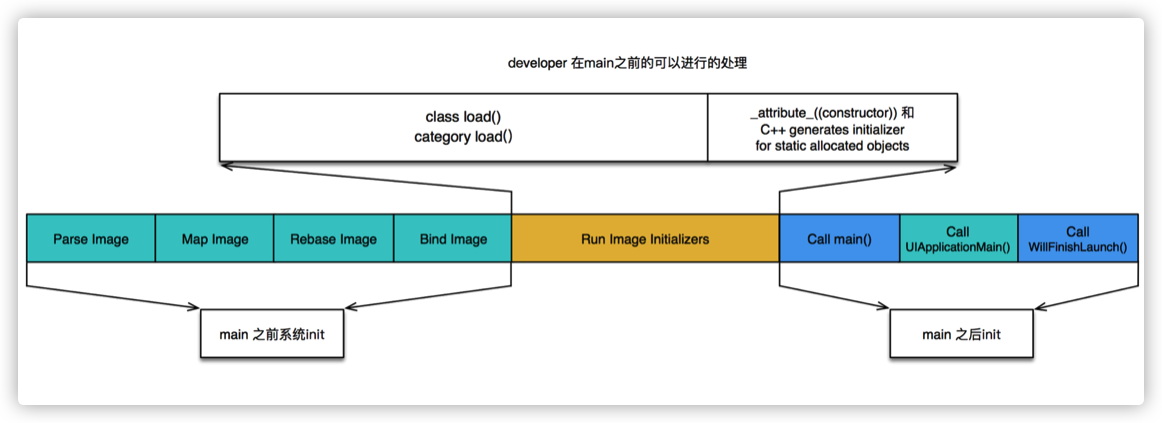 developer 在main之前的可以进行的处理
class load()
category load()
_attribute_((constructor)) 和
C++ generates initializer
for static allocated objects
Parse Image
Map Image
Rebase Image
Bind Image
Run Image Initializers
Call main()
Call
UIApplicationMain()
Call
WillFinishLaunch()
main 之前系统init
main 之后init